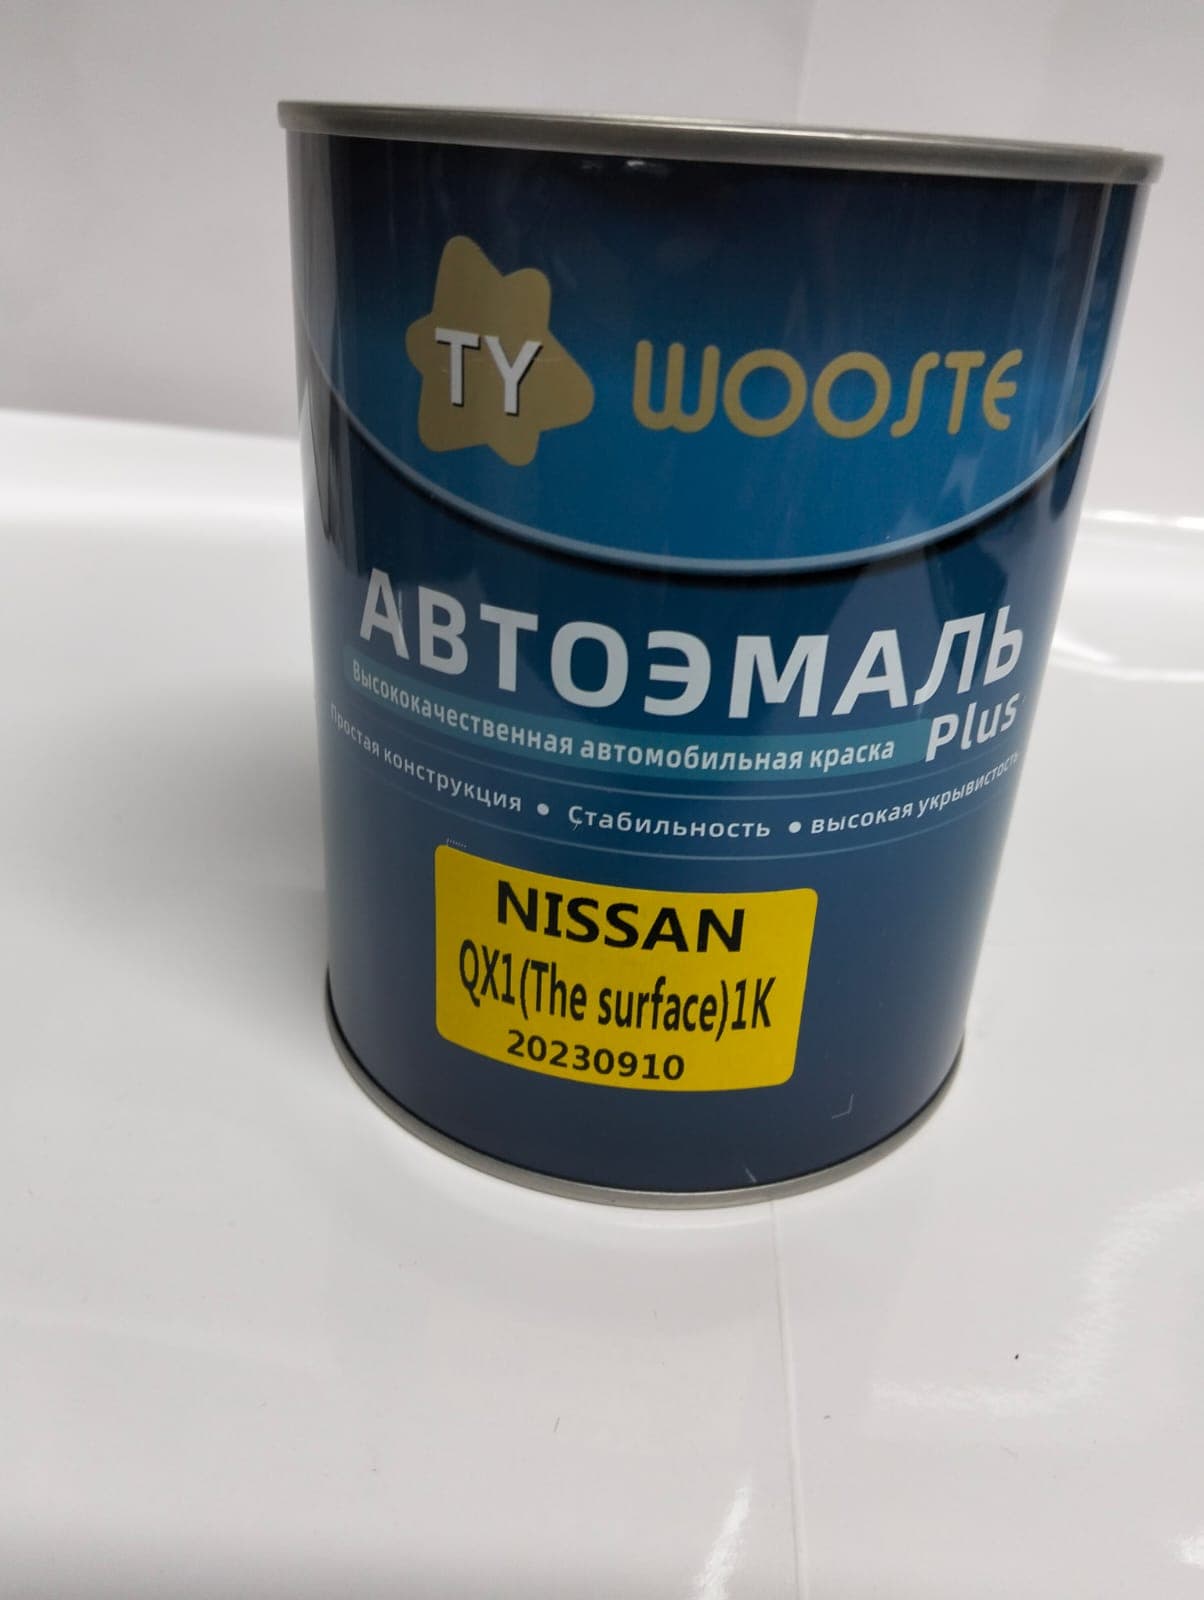 TY WOOSTE
АВТОЭМАЛЬ
Высококачественная автомобильная краска Plus
Простая конструкция • Стабильность • высокая укрывистость
NISSAN
QX1(The surface)1K
20230910